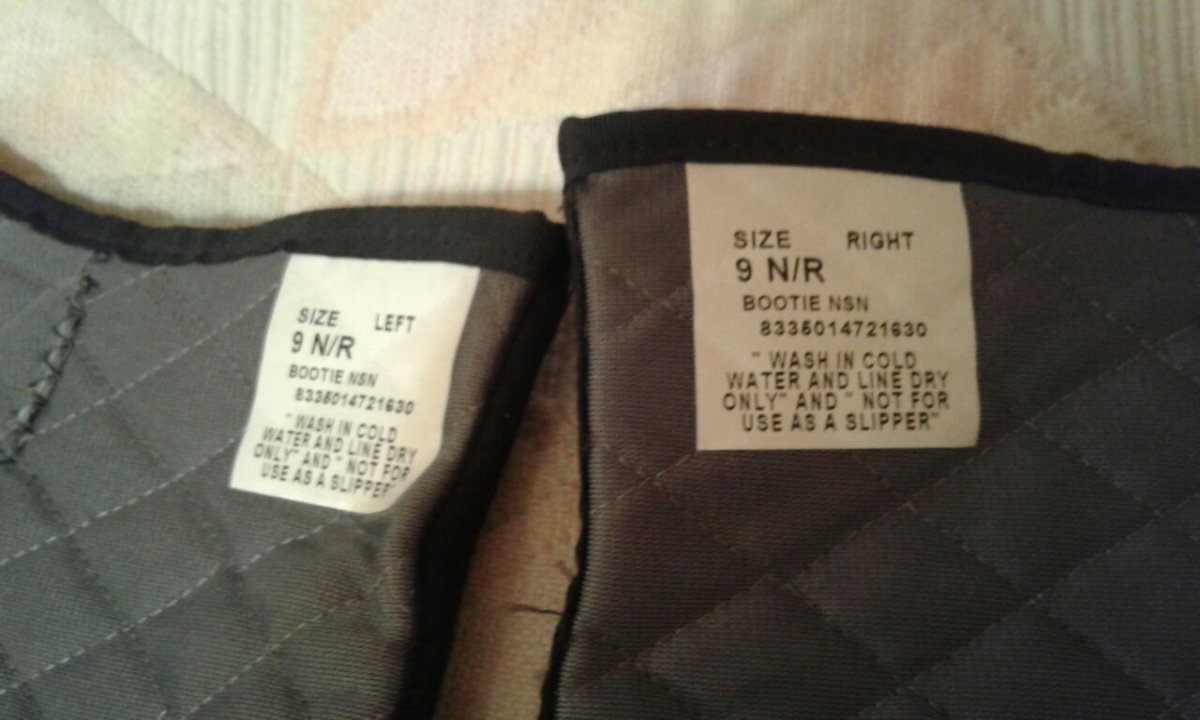 SIZE LEFT
9 N/R
BOOTIE NSN
8335014721630
" WASH IN COLD
WATER AND LINE DRY
ONLY" AND " NOT FOR
USE AS A SLIPPER"
SIZE RIGHT
9 N/R
BOOTIE NSN
8335014721630
" WASH IN COLD
WATER AND LINE DRY
ONLY" AND " NOT FOR
USE AS A SLIPPER"